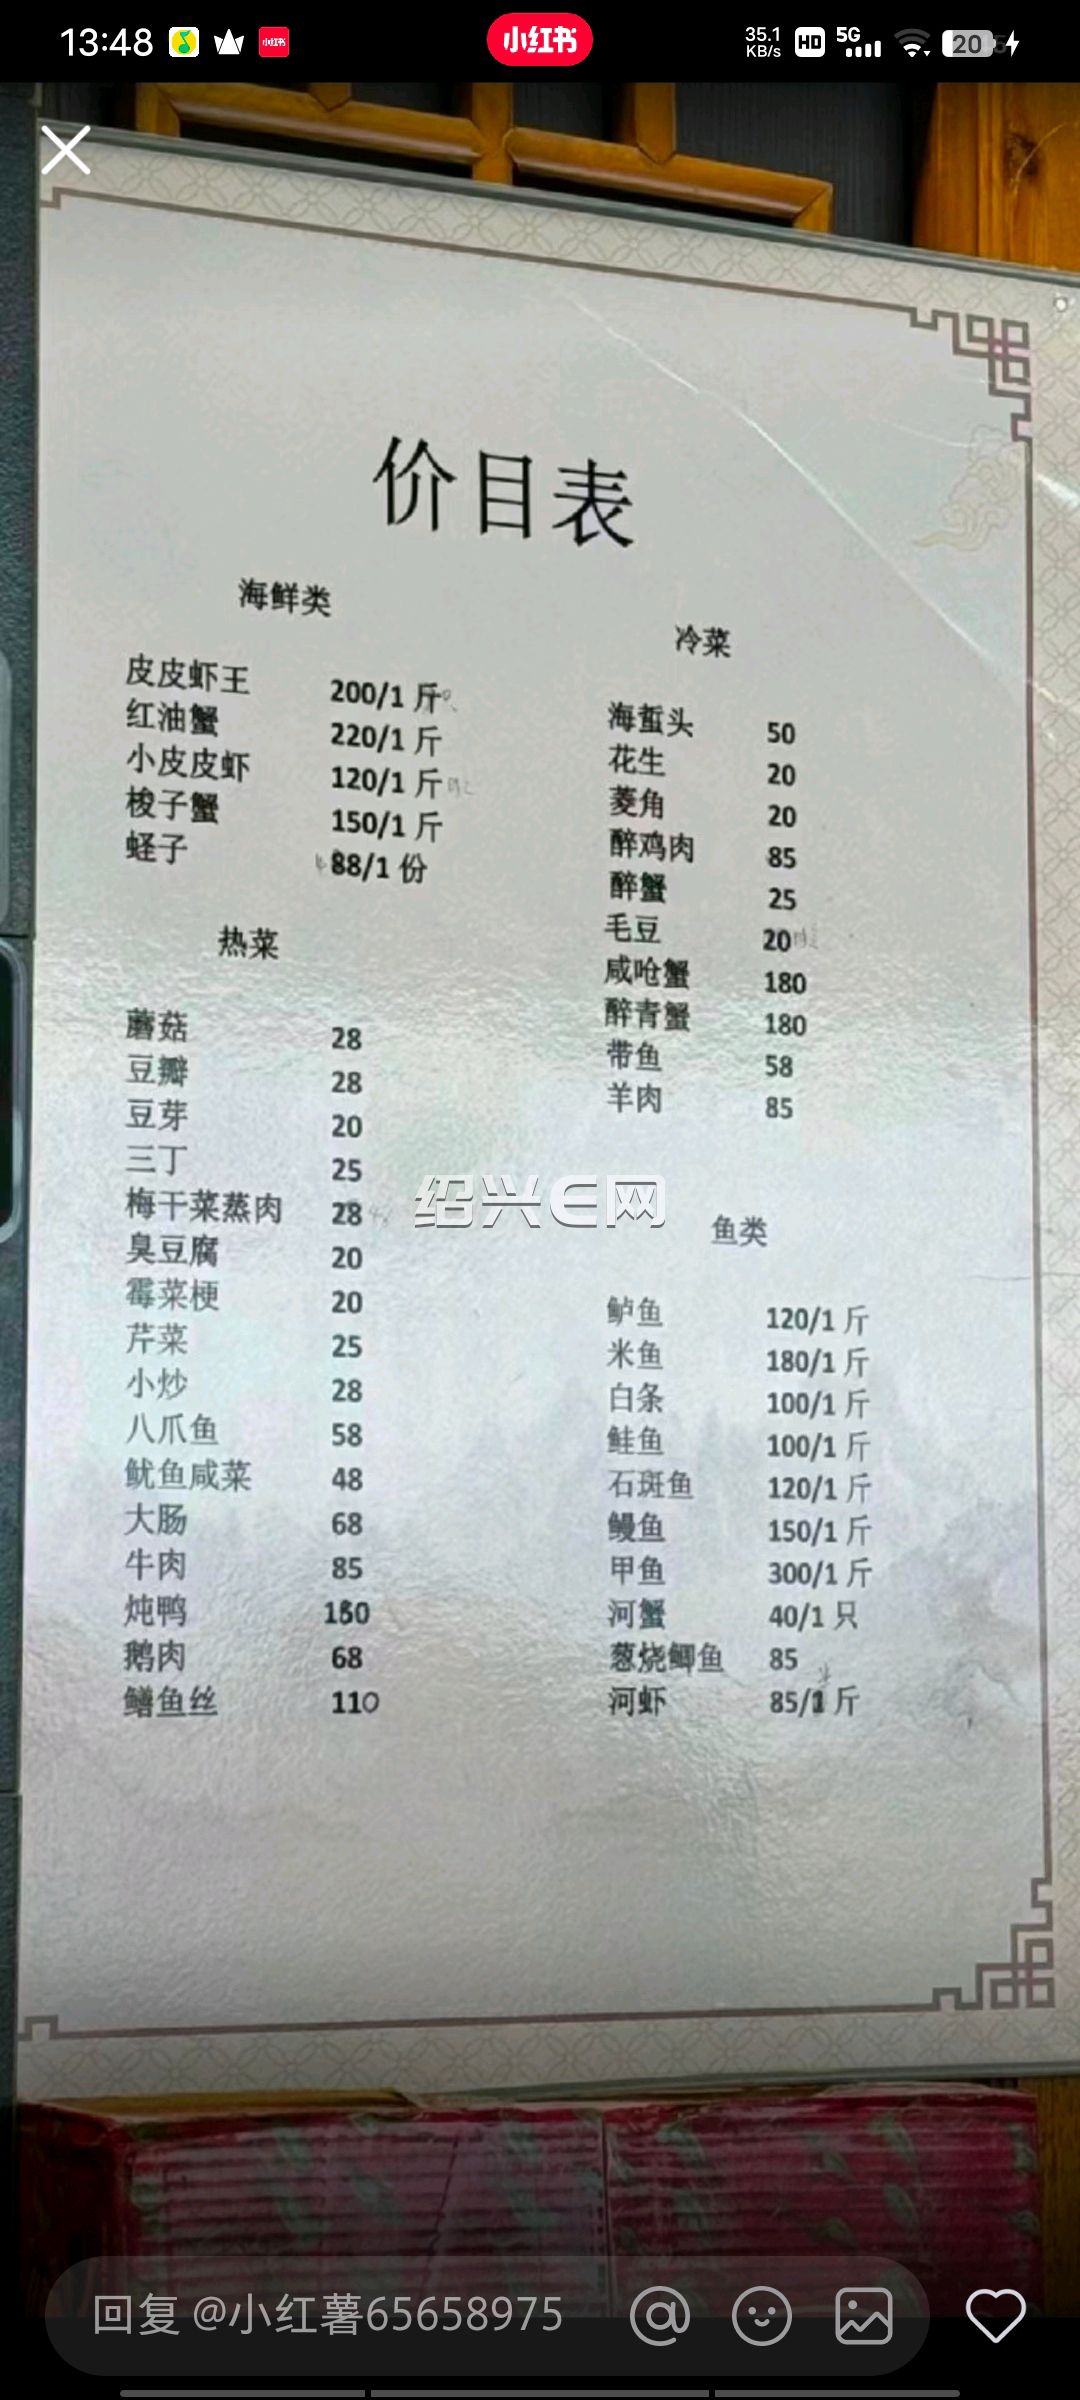 13:48
小红书
35.1
KB/s
HD
5G
20
价目表
海鲜类
皮皮虾王 200/1 斤
红油蟹 220/1 斤
小皮皮虾 120/1 斤
梭子蟹 150/1 斤
蛏子 88/1 份
热菜
蘑菇 28
豆瓣 28
豆芽 20
三丁 25
梅干菜蒸肉 28
臭豆腐 20
霉菜梗 20
芹菜 25
小炒 28
八爪鱼 58
鱿鱼咸菜 48
大肠 68
牛肉 85
炖鸭
鹅肉 68
鳝鱼丝 110
冷菜
海蜇头 50
花生 20
菱角 20
醉鸡肉 85
醉蟹 25
毛豆 20
咸呛蟹 180
醉青蟹 180
带鱼 58
羊肉 85
绍兴E网
鱼类
鲈鱼 120/1 斤
米鱼 180/1 斤
白条 100/1 斤
鲑鱼 100/1 斤
石斑鱼 120/1 斤
鳗鱼 150/1 斤
甲鱼 300/1 斤
河蟹 40/1 只
葱烧鲫鱼 85
河虾 85/ 斤
回复 @小红薯65658975